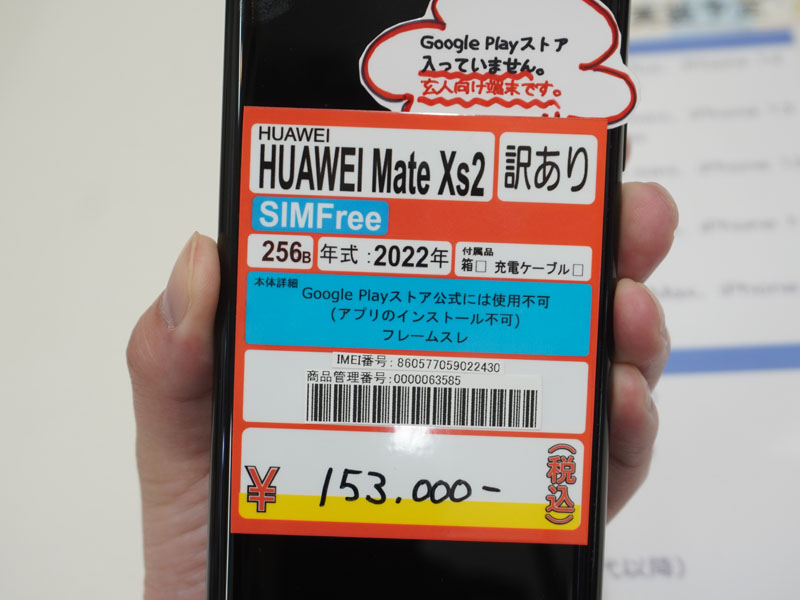 Google Playストア
入っていません。
玄人向け端末です。
HUAWEI
HUAWEI Mate Xs2
訳あり
SIMFree
256B
年式:2022年
付属品
箱□ 充電ケーブル□
本体詳細
Google Playストア公式には使用不可
(アプリのインストール不可)
フレームスレ
IMEI番号: 860577059022430
商品管理番号:0000063585
¥ 153.000-
(税込)
代以降)